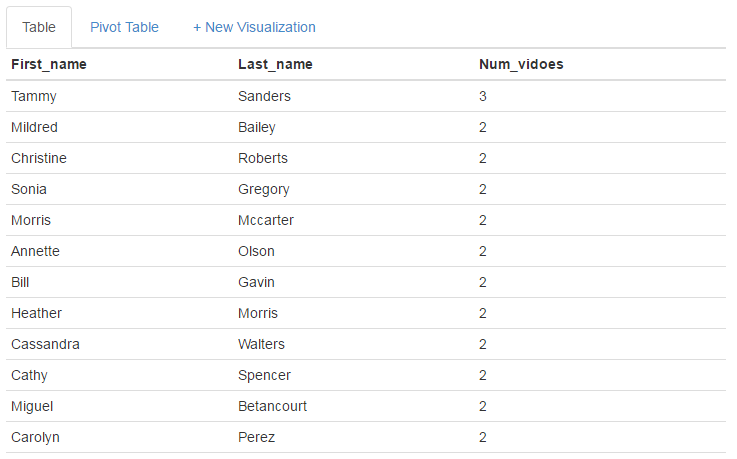 Table Pivot Table + New Visualization
First_name Last_name Num_vidoes
Tammy Sanders 3
Mildred Bailey 2
Christine Roberts 2
Sonia Gregory 2
Morris Mccarter 2
Annette Olson 2
Bill Gavin 2
Heather Morris 2
Cassandra Walters 2
Cathy Spencer 2
Miguel Betancourt 2
Carolyn Perez 2